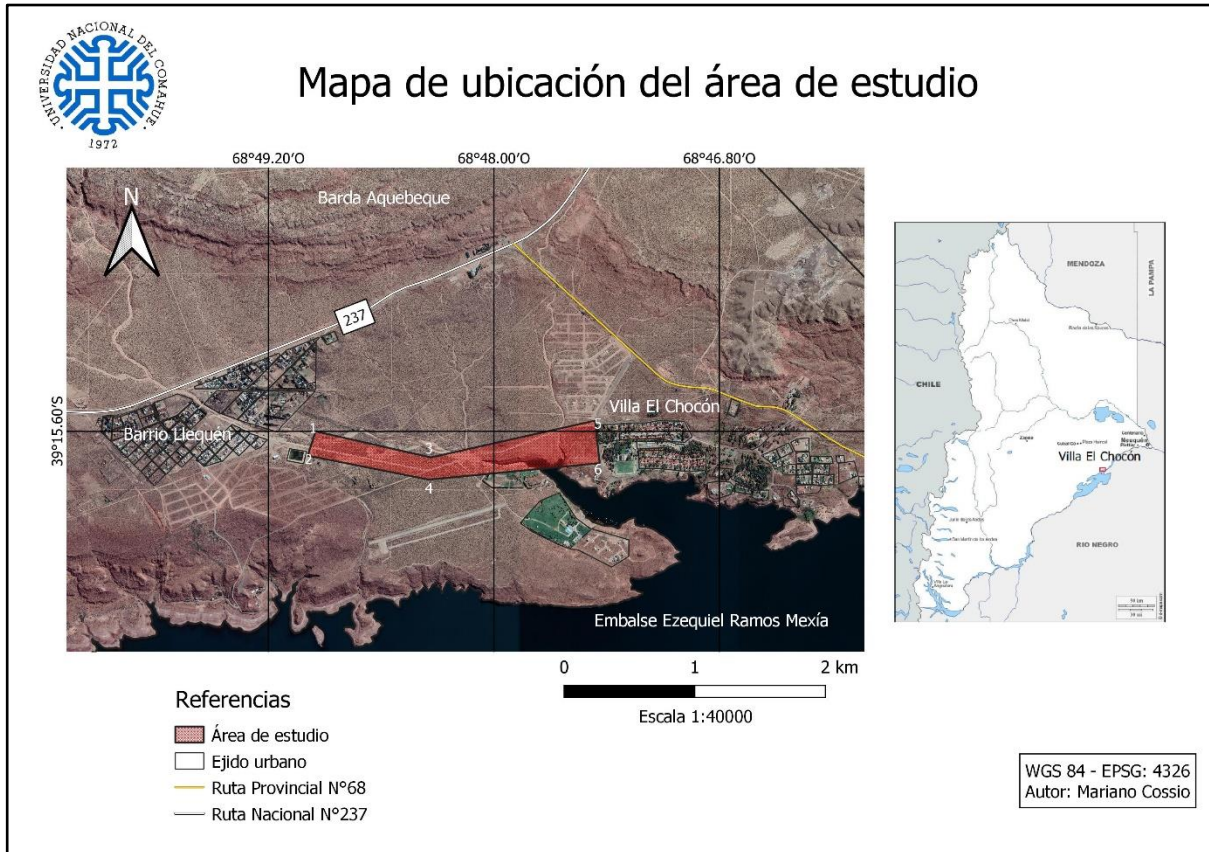 UNIVERSIDAD NACIONAL DEL COMAHUE
1972
Mapa de ubicación del área de estudio
68°49.20'O
68°48.00'O
68°46.80'O
39°15.60'S
N
Barda Aquebeque
237
Villa El Chocón
Barrio Llequén
1
2
4
5
6
Embalse Ezequiel Ramos Mexía
MENDOZA
LA PAMPA
CHILE
Villa El Chocón
RIO NEGRO
0 1 2 km
Escala 1:40000
Referencias
Área de estudio
Ejido urbano
Ruta Provincial N°68
Ruta Nacional N°237
WGS 84 - EPSG: 4326
Autor: Mariano Cossio